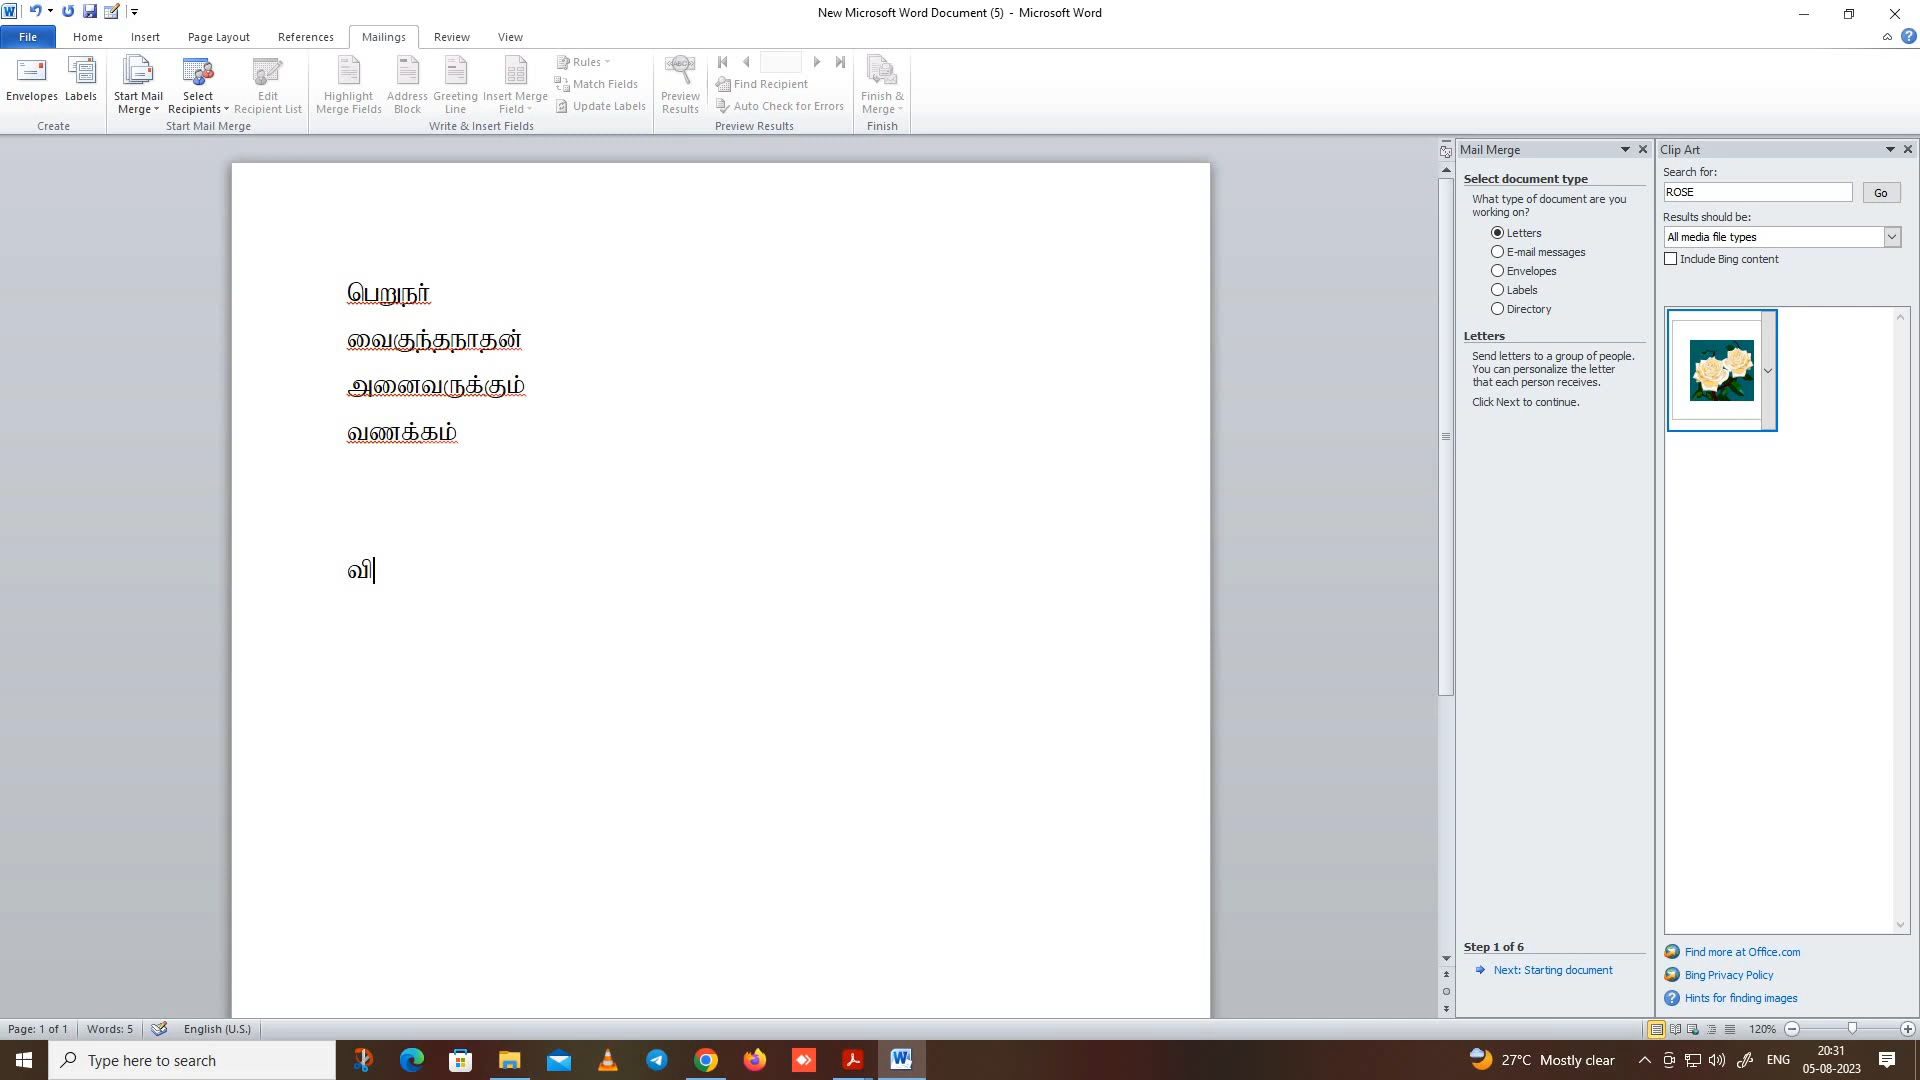 New Microsoft Word Document (5) - Microsoft Word
File Home Insert Page Layout References Mailings Review View
Envelopes Labels Start Mail Merge Select Recipients Edit Recipient List Highlight Merge Fields Address Block Greeting Line Insert Merge Field Rules Match Fields Update Labels Preview Results Find Recipient Auto Check for Errors Finish & Merge
Create Start Mail Merge Write & Insert Fields Preview Results Finish
பெறுநர்
வைகுந்தநாதன்
அனைவருக்கும்
வணக்கம்
வி
Mail Merge
Select document type
What type of document are you
working on?
Letters
E-mail messages
Envelopes
Labels
Directory
Letters
Send letters to a group of people.
You can personalize the letter
that each person receives.
Click Next to continue.
Step 1 of 6
Next: Starting document
Clip Art
Search for:
ROSE Go
Results should be:
All media file types
Include Bing content
Find more at Office.com
Bing Privacy Policy
Hints for finding images
Page: 1 of 1 Words: 5 English (U.S.) 120%
Type here to search 27°C Mostly clear ENG 20:31
05-08-2023